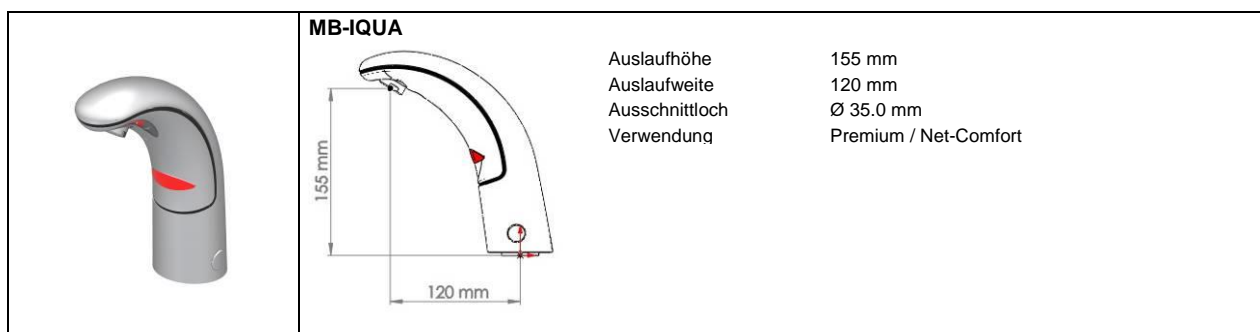 MB-IQUA
Auslaufhöhe 155 mm
Auslaufweite 120 mm
Ausschnittloch Ø 35.0 mm
Verwendung Premium / Net-Comfort
155 mm
120 mm